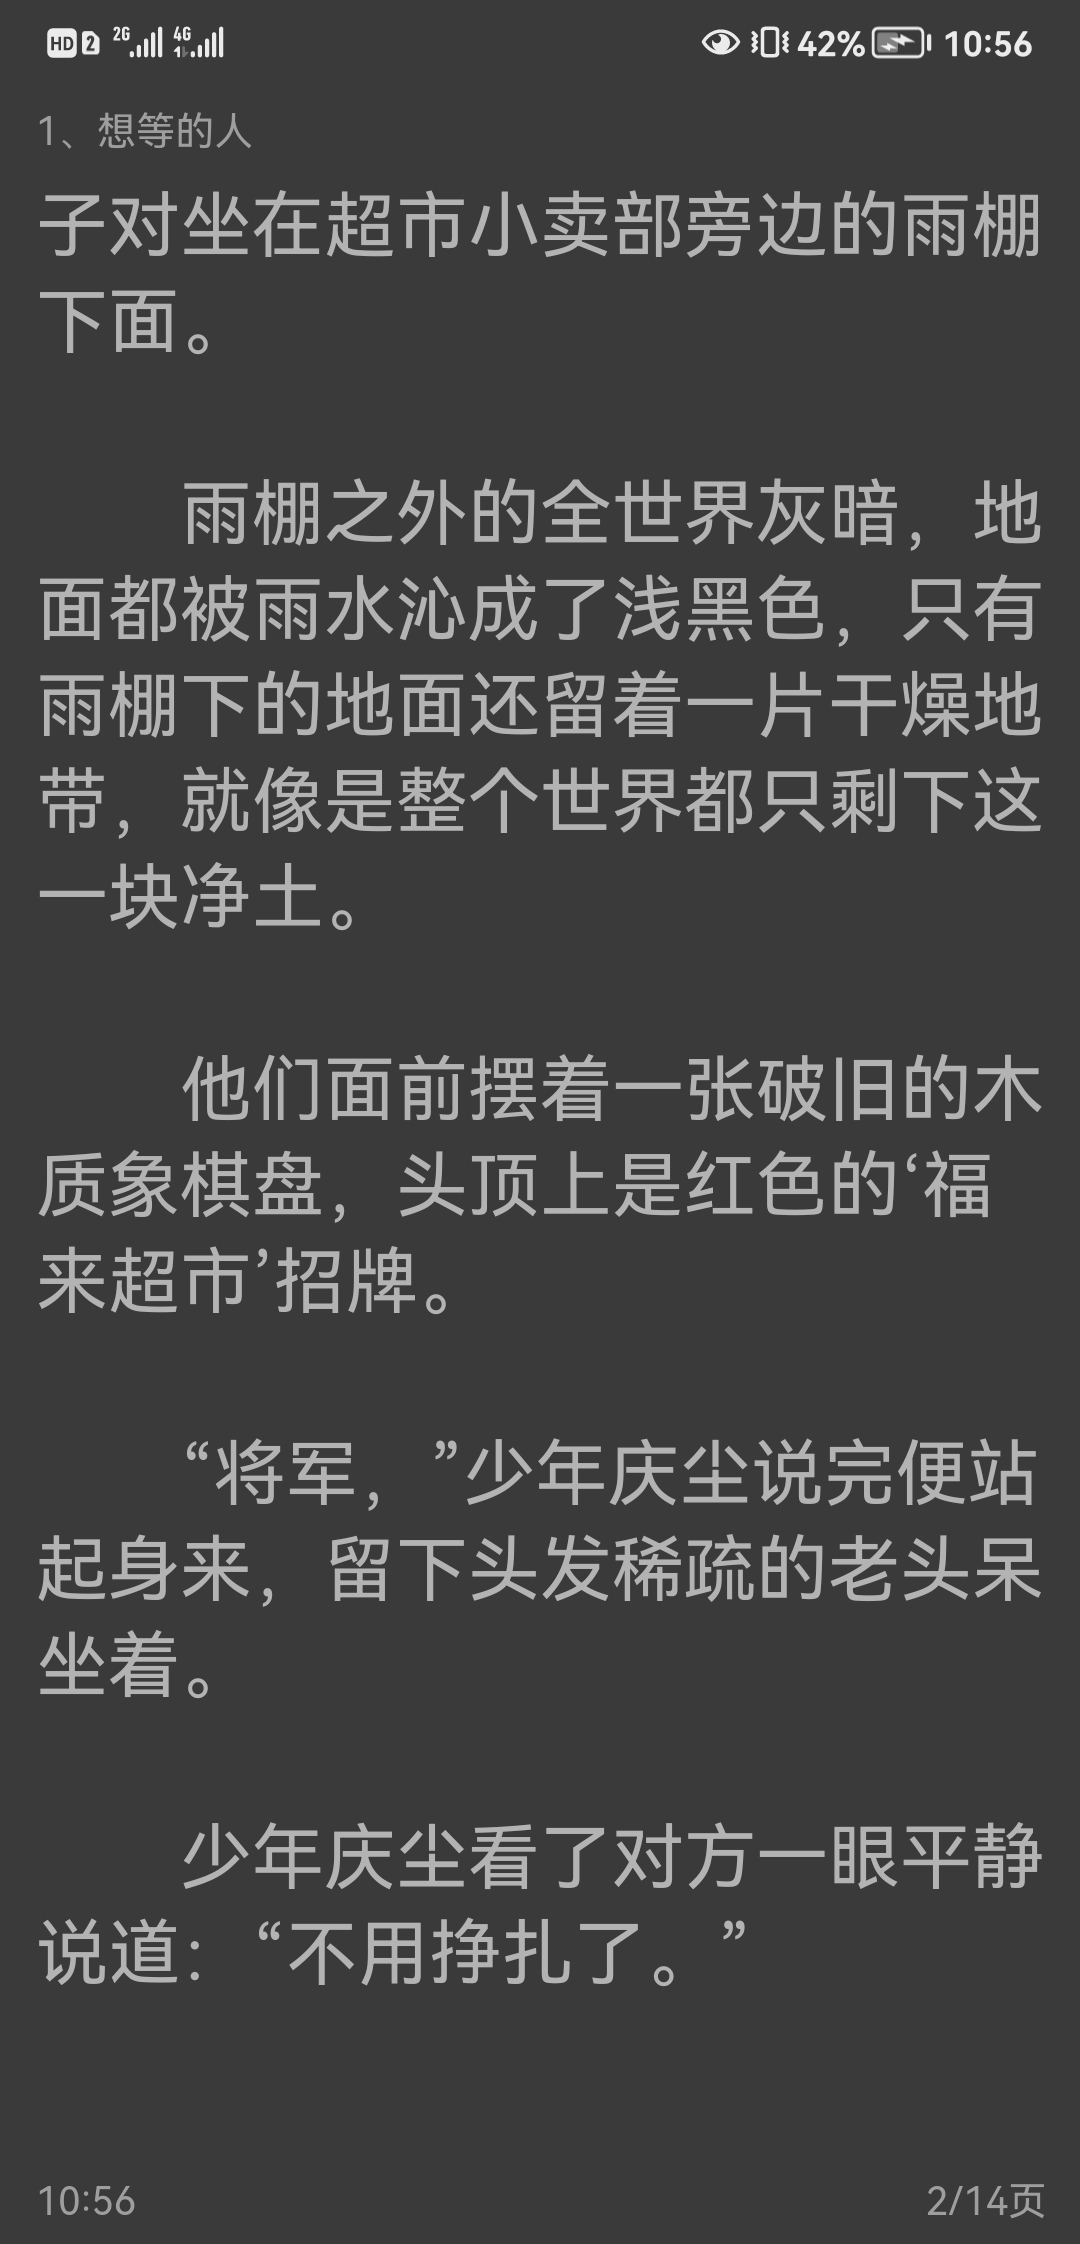 HD 2 2G 4G 42% 10:56
1、想等的人
子对坐在超市小卖部旁边的雨棚
下面。
雨棚之外的全世界灰暗，地
面都被雨水沁成了浅黑色，只有
雨棚下的地面还留着一片干燥地
带，就像是整个世界都只剩下这
一块净土。
他们面前摆着一张破旧的木
质象棋盘，头顶上是红色的‘福
来超市’招牌。
“将军，”少年庆尘说完便站
起身来，留下头发稀疏的老头呆
坐着。
少年庆尘看了对方一眼平静
说道：“不用挣扎了。”
10:56 2/14页